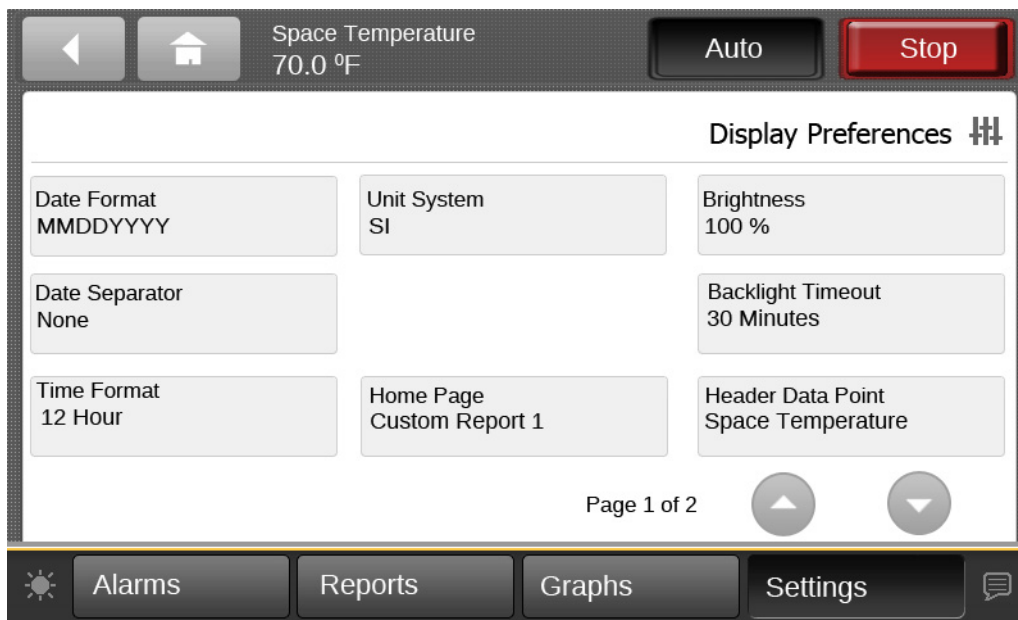 Space Temperature
70.0 ºF
Auto
Stop
Display Preferences
Date Format
MMDDYYYY
Unit System
SI
Brightness
100 %
Date Separator
None
Backlight Timeout
30 Minutes
Time Format
12 Hour
Home Page
Custom Report 1
Header Data Point
Space Temperature
Page 1 of 2
Alarms
Reports
Graphs
Settings